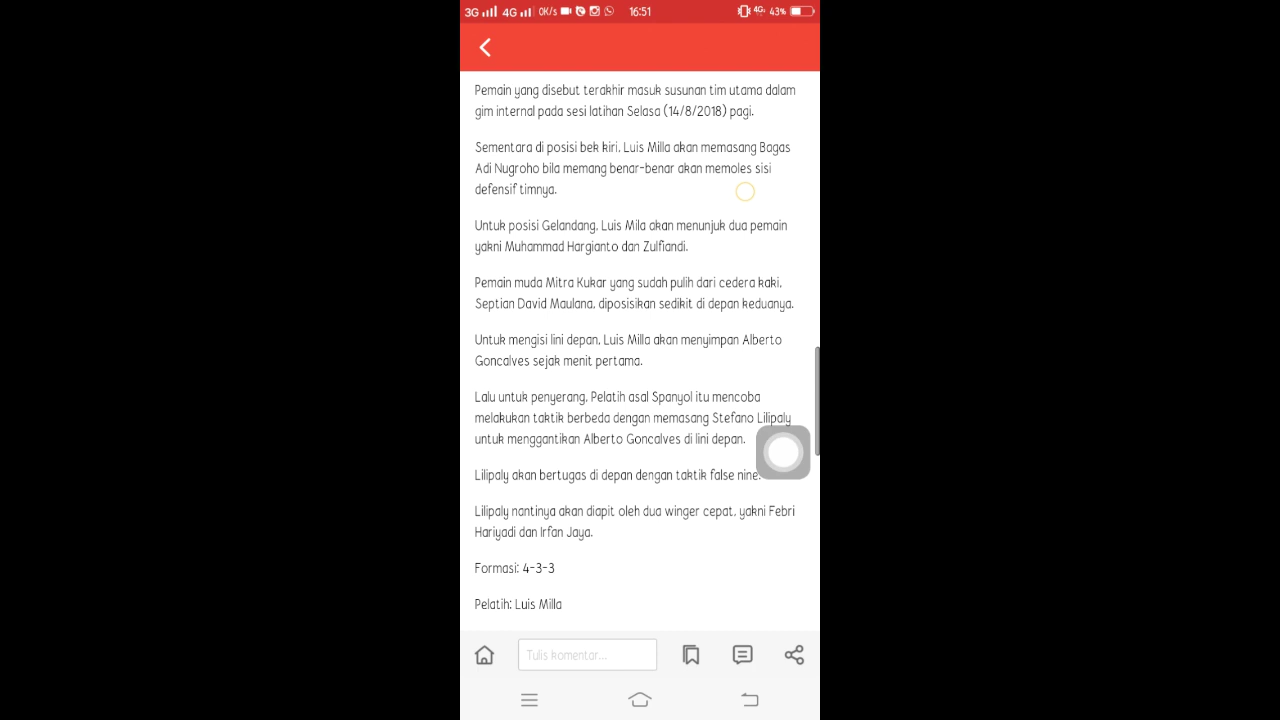 3G 4G 0K/s 16:51 4G 43%
Pemain yang disebut terakhir masuk susunan tim utama dalam
gim internal pada sesi latihan Selasa (14/8/2018) pagi.
Sementara di posisi bek kiri, Luis Milla akan memasang Bagas
Adi Nugroho bila memang benar-benar akan memoles sisi
defensif timnya.
Untuk posisi Gelandang, Luis Mila akan menunjuk dua pemain
yakni Muhammad Hargianto dan Zulfiandi.
Pemain muda Mitra Kukar yang sudah pulih dari cedera kaki,
Septian David Maulana, diposisikan sedikit di depan keduanya.
Untuk mengisi lini depan, Luis Milla akan menyimpan Alberto
Goncalves sejak menit pertama.
Lalu untuk penyerang, Pelatih asal Spanyol itu mencoba
melakukan taktik berbeda dengan memasang Stefano Lilipaly
untuk menggantikan Alberto Goncalves di lini depan.
Lilipaly akan bertugas di depan dengan taktik false nine.
Lilipaly nantinya akan diapit oleh dua winger cepat, yakni Febri
Hariyadi dan Irfan Jaya.
Formasi: 4-3-3
Pelatih: Luis Milla
Tulis komentar...